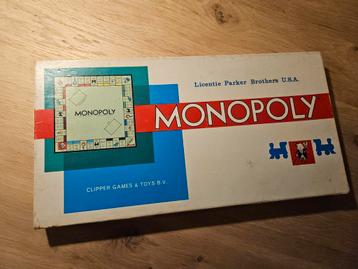 Licentie Parker Brothers U.S.A.
MONOPOLY
MONOPOLY
CLIPPER GAMES & TOYS B.V.